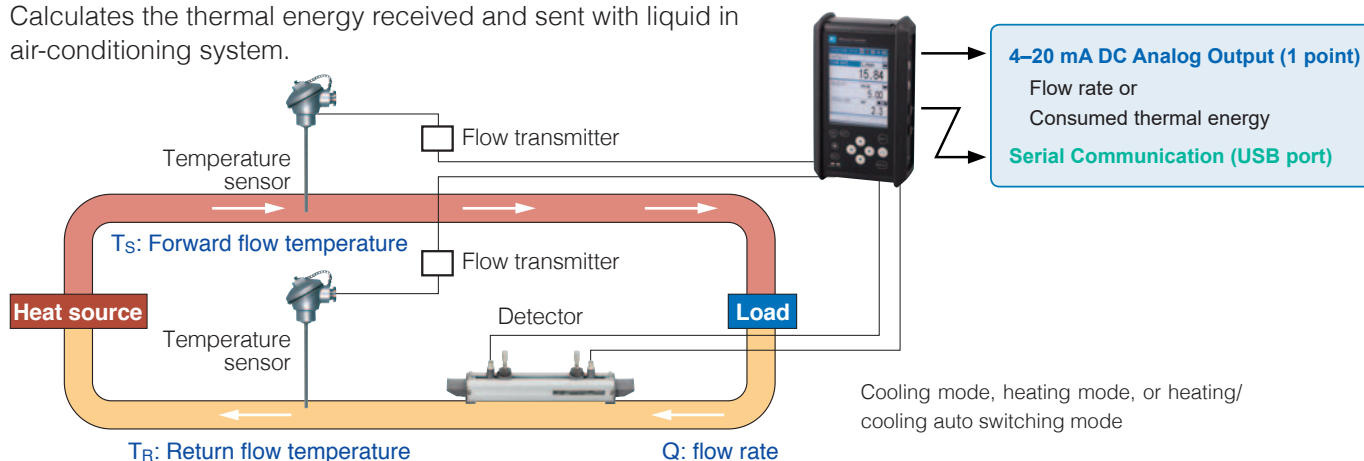 Calculates the thermal energy received and sent with liquid in
air-conditioning system.
4–20 mA DC Analog Output (1 point)
Flow rate or
Consumed thermal energy
Serial Communication (USB port)
15.84
5.00
2.3
Flow transmitter
Temperature
sensor
TS: Forward flow temperature
Flow transmitter
Heat source
Load
Detector
Temperature
sensor
Cooling mode, heating mode, or heating/
cooling auto switching mode
TR: Return flow temperature
Q: flow rate